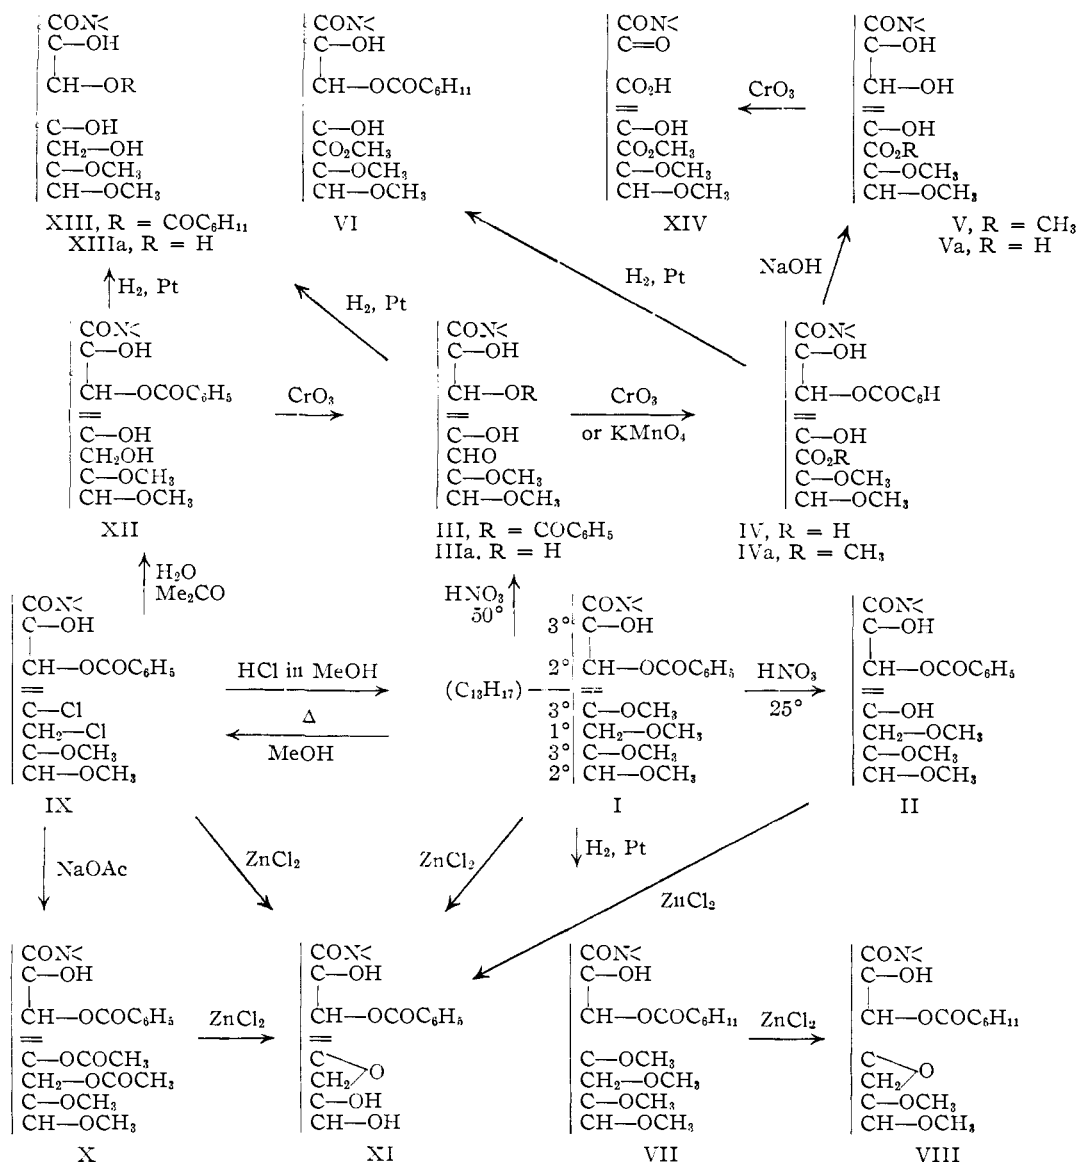 CON<
C—OH
CH—OR
C—OH
CH₂—OH
C—OCH₃
CH—OCH₃
XIII, R = COC₆H₁₁
XIIIa, R = H
CON<
C—OH
CH—OCOC₆H₁₁
C—OH
CO₂CH₃
C—OCH₃
CH—OCH₃
VI
CON<
C=O
CO₂H
=
C—OH
CO₂CH₃
C—OCH₃
CH—OCH₃
XIV
CrO₃
CON<
C—OH
CH—OH
=
C—OH
CO₂R
C—OCH₃
CH—OCH₃
V, R = CH₃
Va, R = H
H₂, Pt
H₂, Pt
H₂, Pt
NaOH
CON<
C—OH
CH—OCOC₆H₅
=
C—OH
CH₂OH
C—OCH₃
CH—OCH₃
XII
CrO₃
CON<
C—OH
CH—OR
=
C—OH
CHO
C—OCH₃
CH—OCH₃
III, R = COC₆H₅
IIIa. R = H
CrO₃
or KMnO₄
CON<
C—OH
CH—OCOC₆H
=
C—OH
CO₂R
C—OCH₃
CH—OCH₃
IV, R = H
IVa, R = CH₃
H₂O
Me₂CO
HNO₃
50°
CON<
C—OH
CH—OCOC₆H₅
=
C—Cl
CH₂—Cl
C—OCH₃
CH—OCH₃
IX
HCl in MeOH
Δ
MeOH
(C₁₃H₁₇)
CON<
3° C—OH
2° CH—OCOC₆H₅
=
3° C—OCH₃
1° CH₂—OCH₃
3° C—OCH₃
2° CH—OCH₃
I
HNO₃
25°
CON<
C—OH
CH—OCOC₆H₅
=
C—OH
CH₂—OCH₃
C—OCH₃
CH—OCH₃
II
NaOAc
ZnCl₂
ZnCl₂
H₂, Pt
ZnCl₂
CON<
C—OH
CH—OCOC₆H₅
=
C—OCOCH₃
CH₂—OCOCH₃
C—OCH₃
CH—OCH₃
X
ZnCl₂
CON<
C—OH
CH—OCOC₆H₅
=
C
O
CH₂
C—OH
CH—OH
XI
CON<
C—OH
CH—OCOC₆H₁₁
C—OCH₃
CH₂—OCH₃
C—OCH₃
CH—OCH₃
VII
ZnCl₂
CON<
C—OH
CH—OCOC₆H₁₁
C
O
CH₂
C—OCH₃
CH—OCH₃
VIII